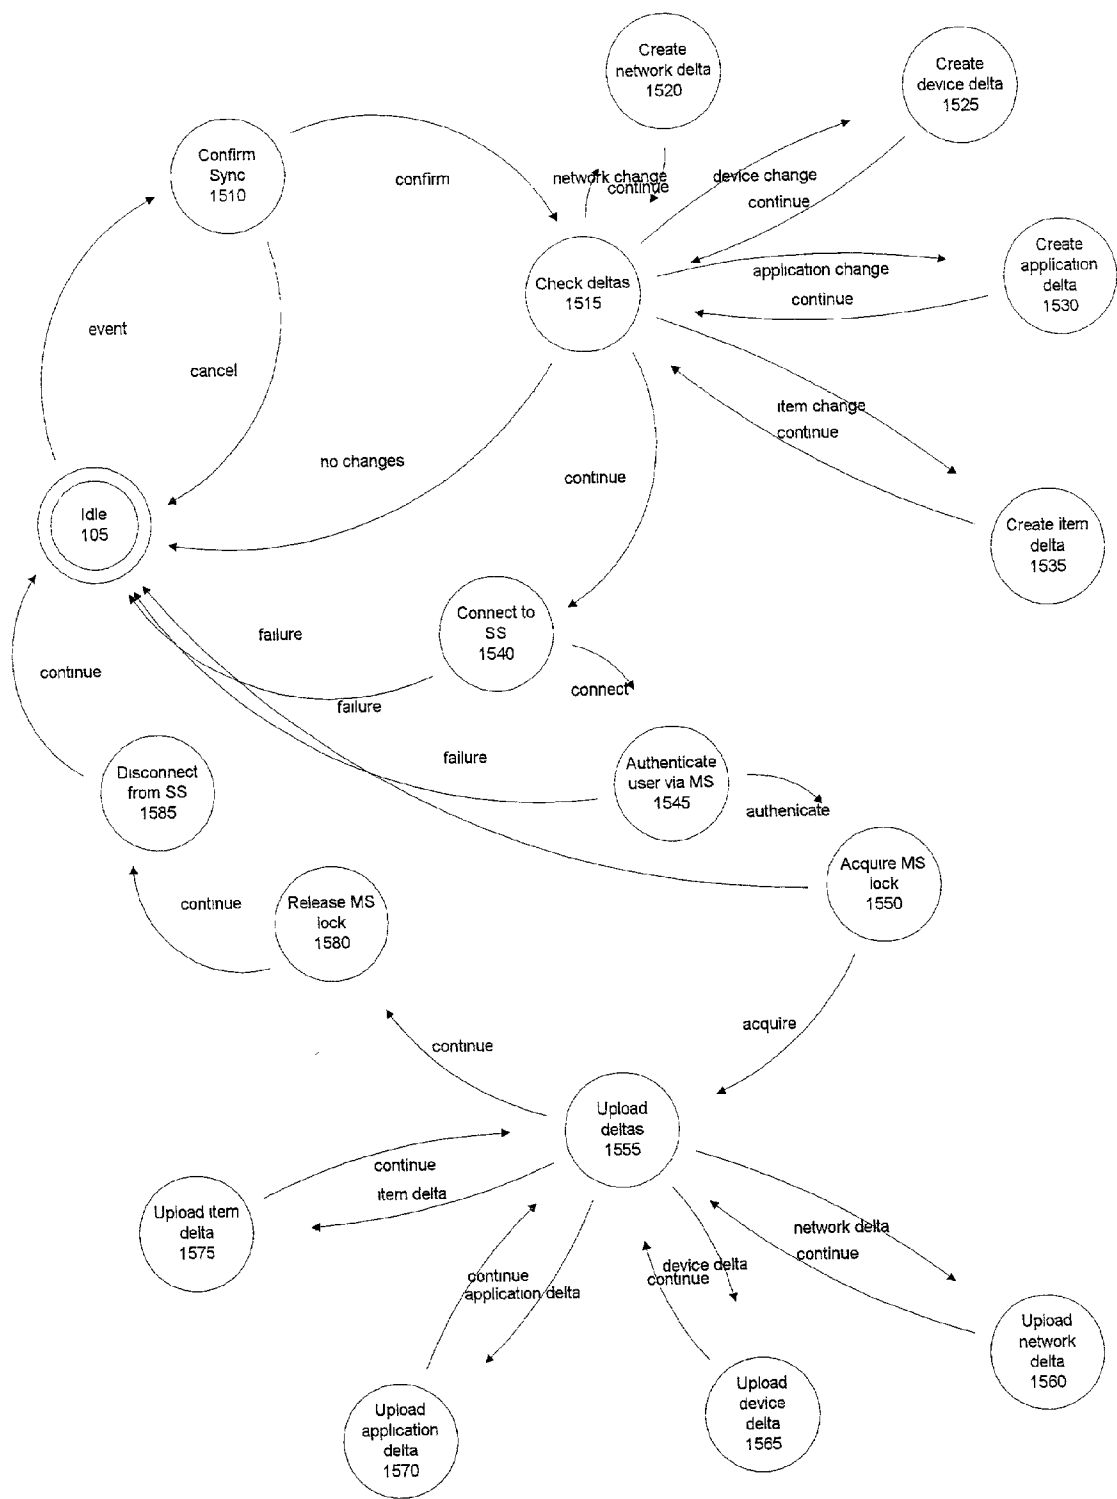 Create
network delta
1520
Create
device delta
1525
Confirm
Sync
1510
confirm
network change
continue
device change
continue
Check deltas
1515
application change
continue
Create
application
delta
1530
event
cancel
item change
continue
no changes
continue
Idle
105
Create item
delta
1535
failure
Connect to
SS
1540
connect
continue
failure
failure
Authenticate
user via MS
1545
authenicate
Disconnect
from SS
1585
Acquire MS
lock
1550
continue
Release MS
lock
1580
acquire
continue
Upload
deltas
1555
continue
item delta
Upload item
delta
1575
network delta
continue
device delta
continue
continue
application delta
Upload
network
delta
1560
Upload
device
delta
1565
Upload
application
delta
1570